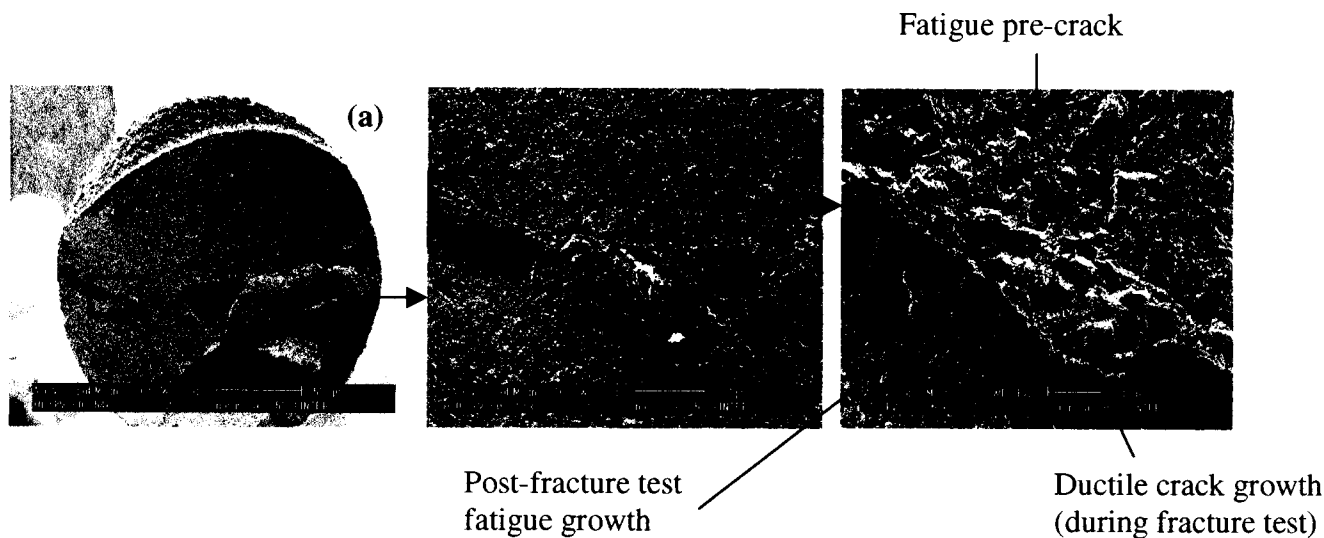 Fatigue pre-crack
(a)
Post-fracture test
fatigue growth
Ductile crack growth
(during fracture test)